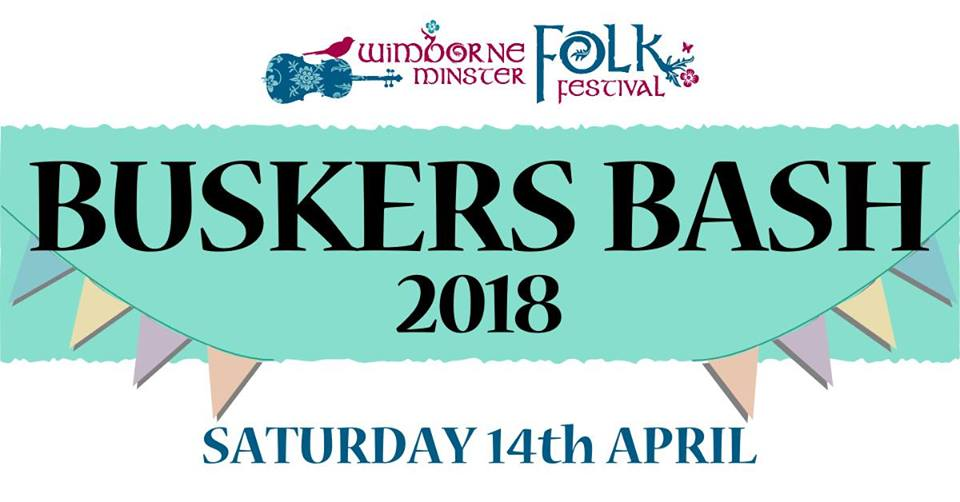 WIMBORNE
MINSTER
FOLK
FESTIVAL
BUSKERS BASH
2018
SATURDAY 14th APRIL